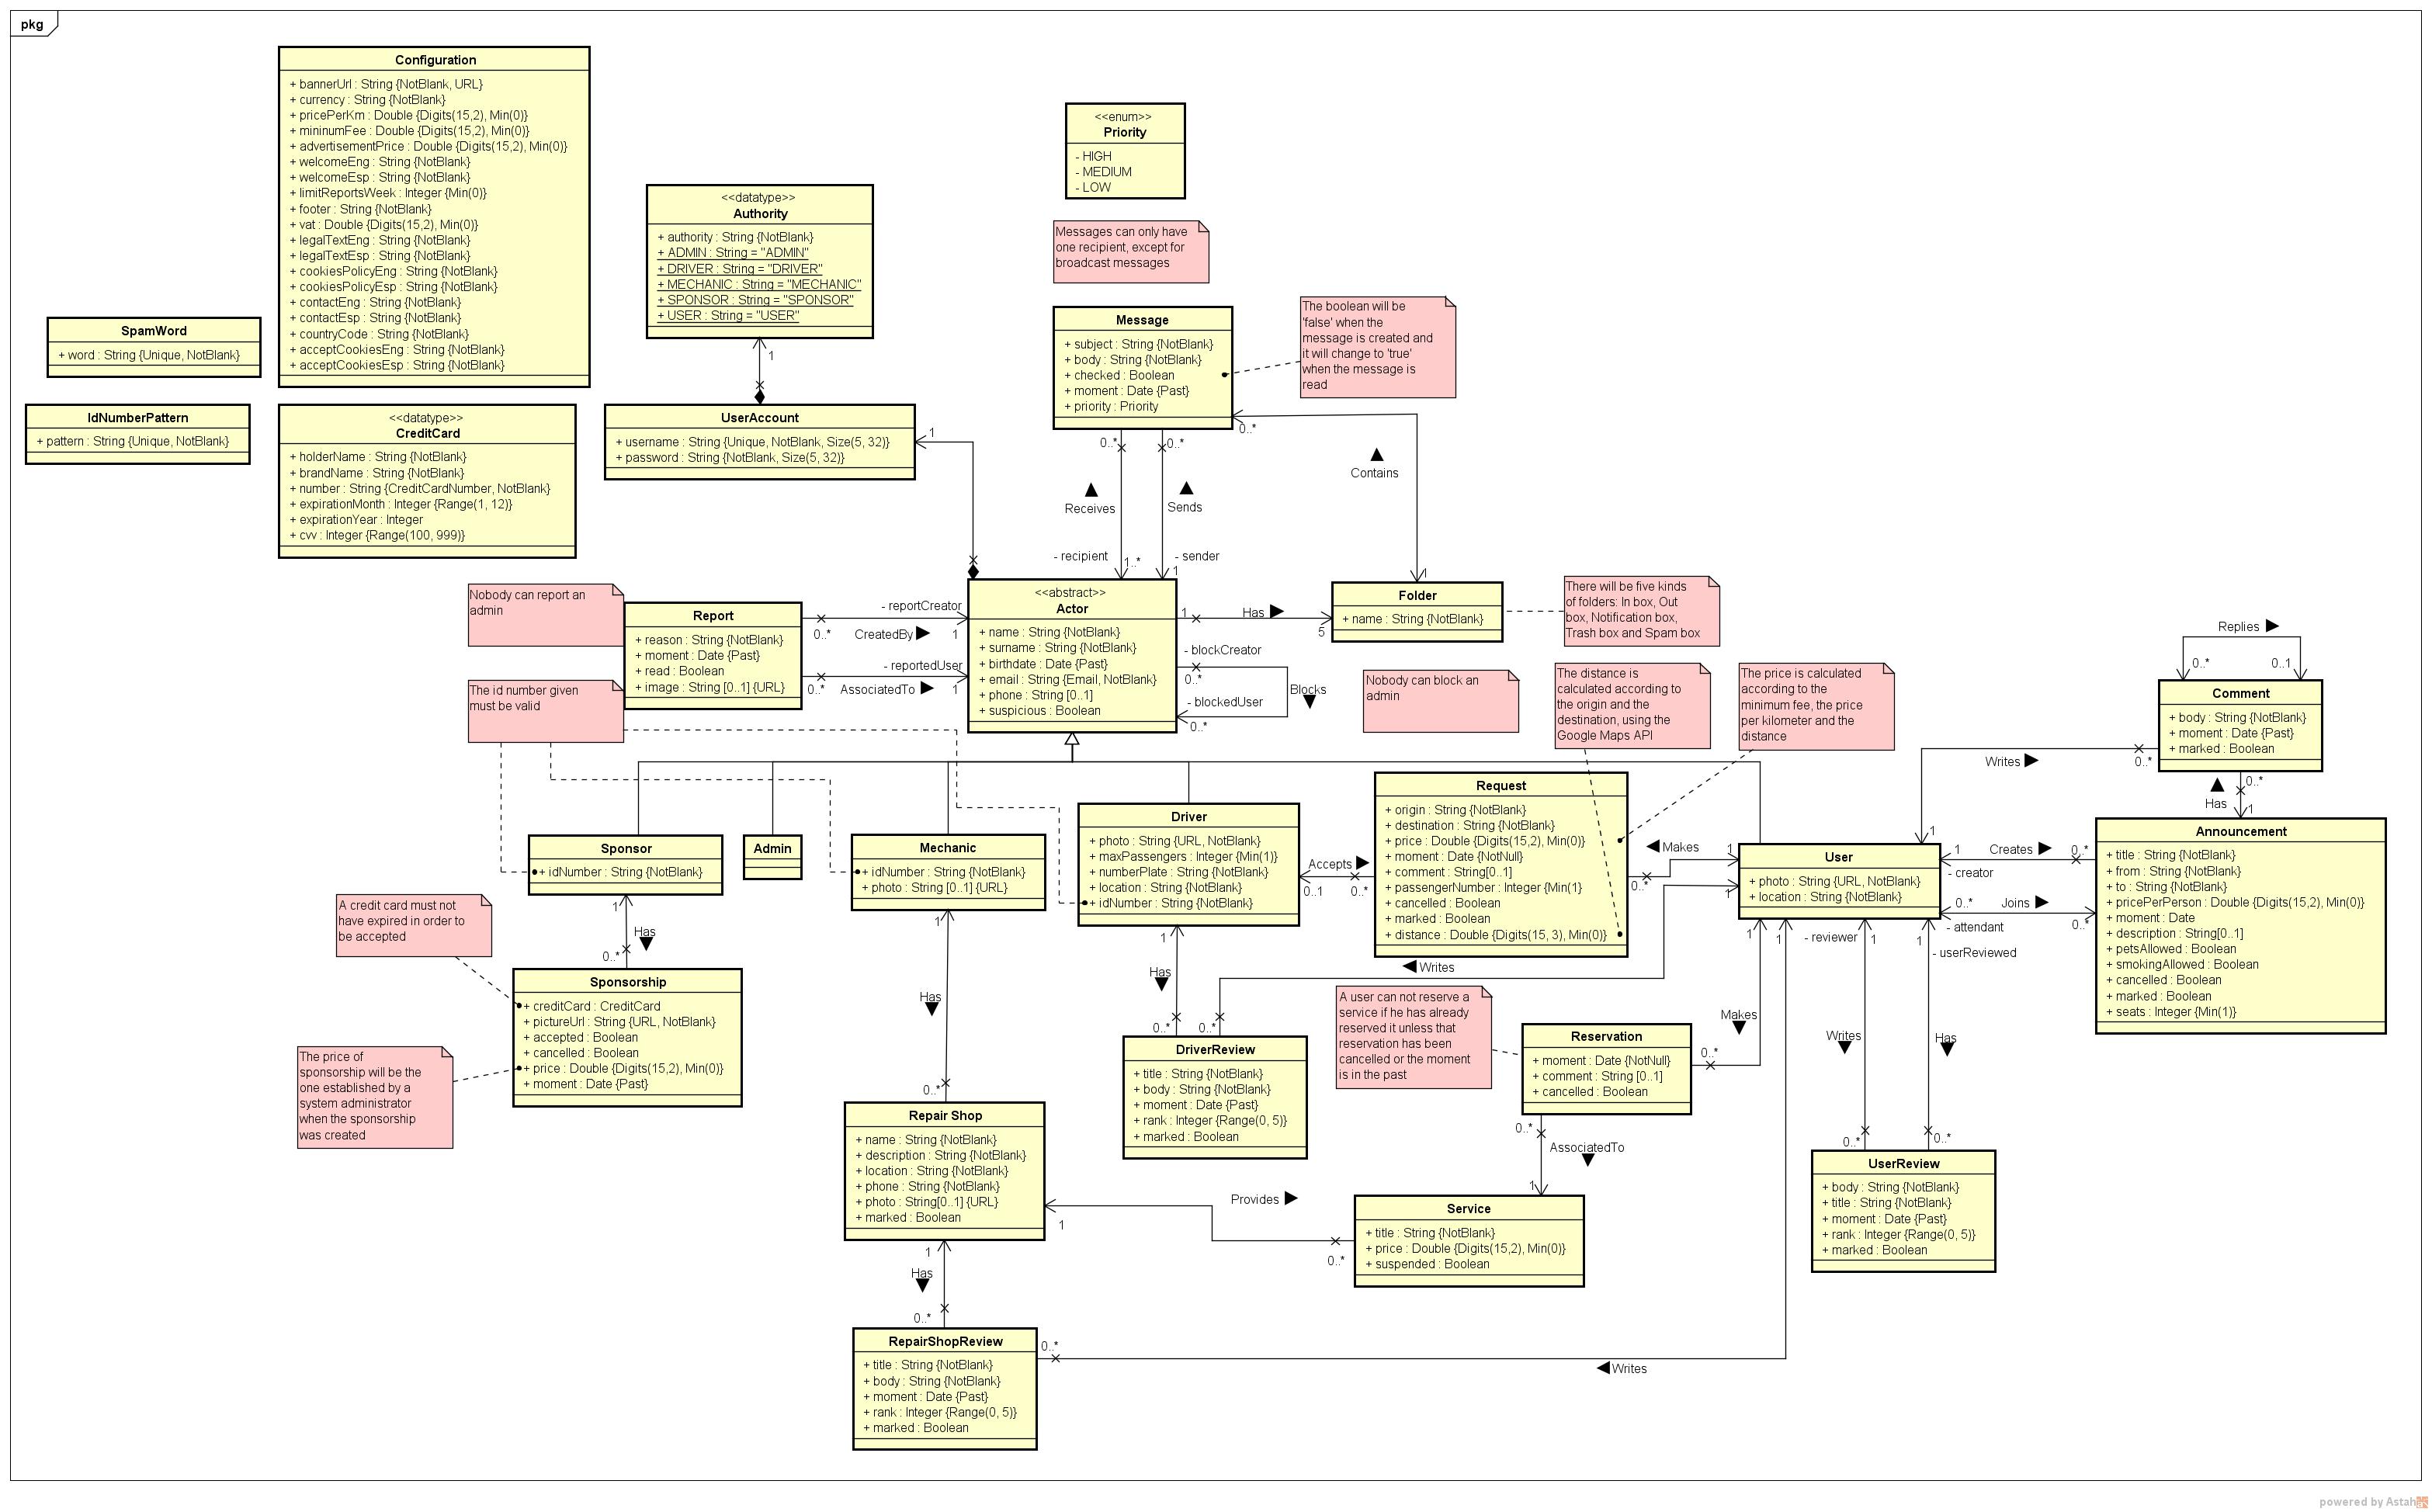 pkg
Configuration
+ bannerUrl : String {NotBlank, URL}
+ currency : String {NotBlank}
+ pricePerKm : Double {Digits(15,2), Min(0)}
+ mininumFee : Double {Digits(15,2), Min(0)}
+ advertisementPrice : Double {Digits(15,2), Min(0)}
+ welcomeEng : String {NotBlank}
+ welcomeEsp : String {NotBlank}
+ limitReportsWeek : Integer {Min(0)}
+ footer : String {NotBlank}
+ vat : Double {Digits(15,2), Min(0)}
+ legalTextEng : String {NotBlank}
+ legalTextEsp : String {NotBlank}
+ cookiesPolicyEng : String {NotBlank}
+ cookiesPolicyEsp : String {NotBlank}
+ contactEng : String {NotBlank}
+ contactEsp : String {NotBlank}
+ countryCode : String {NotBlank}
+ acceptCookiesEng : String {NotBlank}
+ acceptCookiesEsp : String {NotBlank}
<<enum>>
Priority
- HIGH
- MEDIUM
- LOW
<<datatype>>
Authority
+ authority : String {NotBlank}
+ ADMIN : String = "ADMIN"
+ DRIVER : String = "DRIVER"
+ MECHANIC : String = "MECHANIC"
+ SPONSOR : String = "SPONSOR"
+ USER : String = "USER"
1
Messages can only have
one recipient, except for
broadcast messages
SpamWord
+ word : String {Unique, NotBlank}
IdNumberPattern
+ pattern : String {Unique, NotBlank}
<<datatype>>
CreditCard
+ holderName : String {NotBlank}
+ brandName : String {NotBlank}
+ number : String {CreditCardNumber, NotBlank}
+ expirationMonth : Integer {Range(1, 12)}
+ expirationYear : Integer
+ cvv : Integer {Range(100, 999)}
UserAccount
+ username : String {Unique, NotBlank, Size(5, 32)}
+ password : String {NotBlank, Size(5, 32)}
1
Message
+ subject : String {NotBlank}
+ body : String {NotBlank}
+ checked : Boolean
+ moment : Date {Past}
+ priority : Priority
The boolean will be
'false' when the
message is created and
it will change to 'true'
when the message is
read
0..*
0..*
0..*
Contains
Receives
Sends
- recipient
1..*
- sender
1
1
Nobody can report an
admin
Report
+ reason : String {NotBlank}
+ moment : Date {Past}
+ read : Boolean
+ image : String [0..1] {URL}
- reportCreator
0..*
CreatedBy
1
- reportedUser
0..*
AssociatedTo
1
<<abstract>>
Actor
+ name : String {NotBlank}
+ surname : String {NotBlank}
+ birthdate : Date {Past}
+ email : String {Email, NotBlank}
+ phone : String [0..1]
+ suspicious : Boolean
1
Has
5
Folder
+ name : String {NotBlank}
There will be five kinds
of folders: In box, Out
box, Notification box,
Trash box and Spam box
- blockCreator
0..*
Blocks
- blockedUser
0..*
Nobody can block an
admin
The id number given
must be valid
The distance is
calculated according to
the origin and the
destination, using the
Google Maps API
The price is calculated
according to the
minimum fee, the price
per kilometer and the
distance
Replies
0..*
0..1
Comment
+ body : String {NotBlank}
+ moment : Date {Past}
+ marked : Boolean
Writes
0..*
1
0..*
Has
1
Sponsor
+ idNumber : String {NotBlank}
Admin
Mechanic
+ idNumber : String {NotBlank}
+ photo : String [0..1] {URL}
Driver
+ photo : String {URL, NotBlank}
+ maxPassengers : Integer {Min(1)}
+ numberPlate : String {NotBlank}
+ location : String {NotBlank}
+ idNumber : String {NotBlank}
Accepts
0..1
0..*
Request
+ origin : String {NotBlank}
+ destination : String {NotBlank}
+ price : Double {Digits(15,2), Min(0)}
+ moment : Date {NotNull}
+ comment : String[0..1]
+ passengerNumber : Integer {Min(1}
+ cancelled : Boolean
+ marked : Boolean
+ distance : Double {Digits(15, 3), Min(0)}
Makes
1
0..*
1
User
+ photo : String {URL, NotBlank}
+ location : String {NotBlank}
1
Creates
0..*
- creator
0..*
Joins
0..*
- attendant
Announcement
+ title : String {NotBlank}
+ from : String {NotBlank}
+ to : String {NotBlank}
+ pricePerPerson : Double {Digits(15,2), Min(0)}
+ moment : Date
+ description : String[0..1]
+ petsAllowed : Boolean
+ smokingAllowed : Boolean
+ cancelled : Boolean
+ marked : Boolean
+ seats : Integer {Min(1)}
A credit card must not
have expired in order to
be accepted
1
Has
0..*
Sponsorship
+ creditCard : CreditCard
+ pictureUrl : String {URL, NotBlank}
+ accepted : Boolean
+ cancelled : Boolean
+ price : Double {Digits(15,2), Min(0)}
+ moment : Date {Past}
The price of
sponsorship will be the
one established by a
system administrator
when the sponsorship
was created
1
Has
0..*
1
Has
0..*
0..*
Writes
DriverReview
+ title : String {NotBlank}
+ body : String {NotBlank}
+ moment : Date {Past}
+ rank : Integer {Range(0, 5)}
+ marked : Boolean
A user can not reserve a
service if he has already
reserved it unless that
reservation has been
cancelled or the moment
is in the past
Reservation
+ moment : Date {NotNull}
+ comment : String [0..1]
+ cancelled : Boolean
0..*
Makes
1
1
- reviewer
1
1
- userReviewed
Writes
Has
0..*
0..*
UserReview
+ body : String {NotBlank}
+ title : String {NotBlank}
+ moment : Date {Past}
+ rank : Integer {Range(0, 5)}
+ marked : Boolean
0..*
AssociatedTo
1
Repair Shop
+ name : String {NotBlank}
+ description : String {NotBlank}
+ location : String {NotBlank}
+ phone : String {NotBlank}
+ photo : String[0..1] {URL}
+ marked : Boolean
1
Provides
0..*
Service
+ title : String {NotBlank}
+ price : Double {Digits(15,2), Min(0)}
+ suspended : Boolean
1
Has
0..*
RepairShopReview
+ title : String {NotBlank}
+ body : String {NotBlank}
+ moment : Date {Past}
+ rank : Integer {Range(0, 5)}
+ marked : Boolean
0..*
Writes
powered by Astah